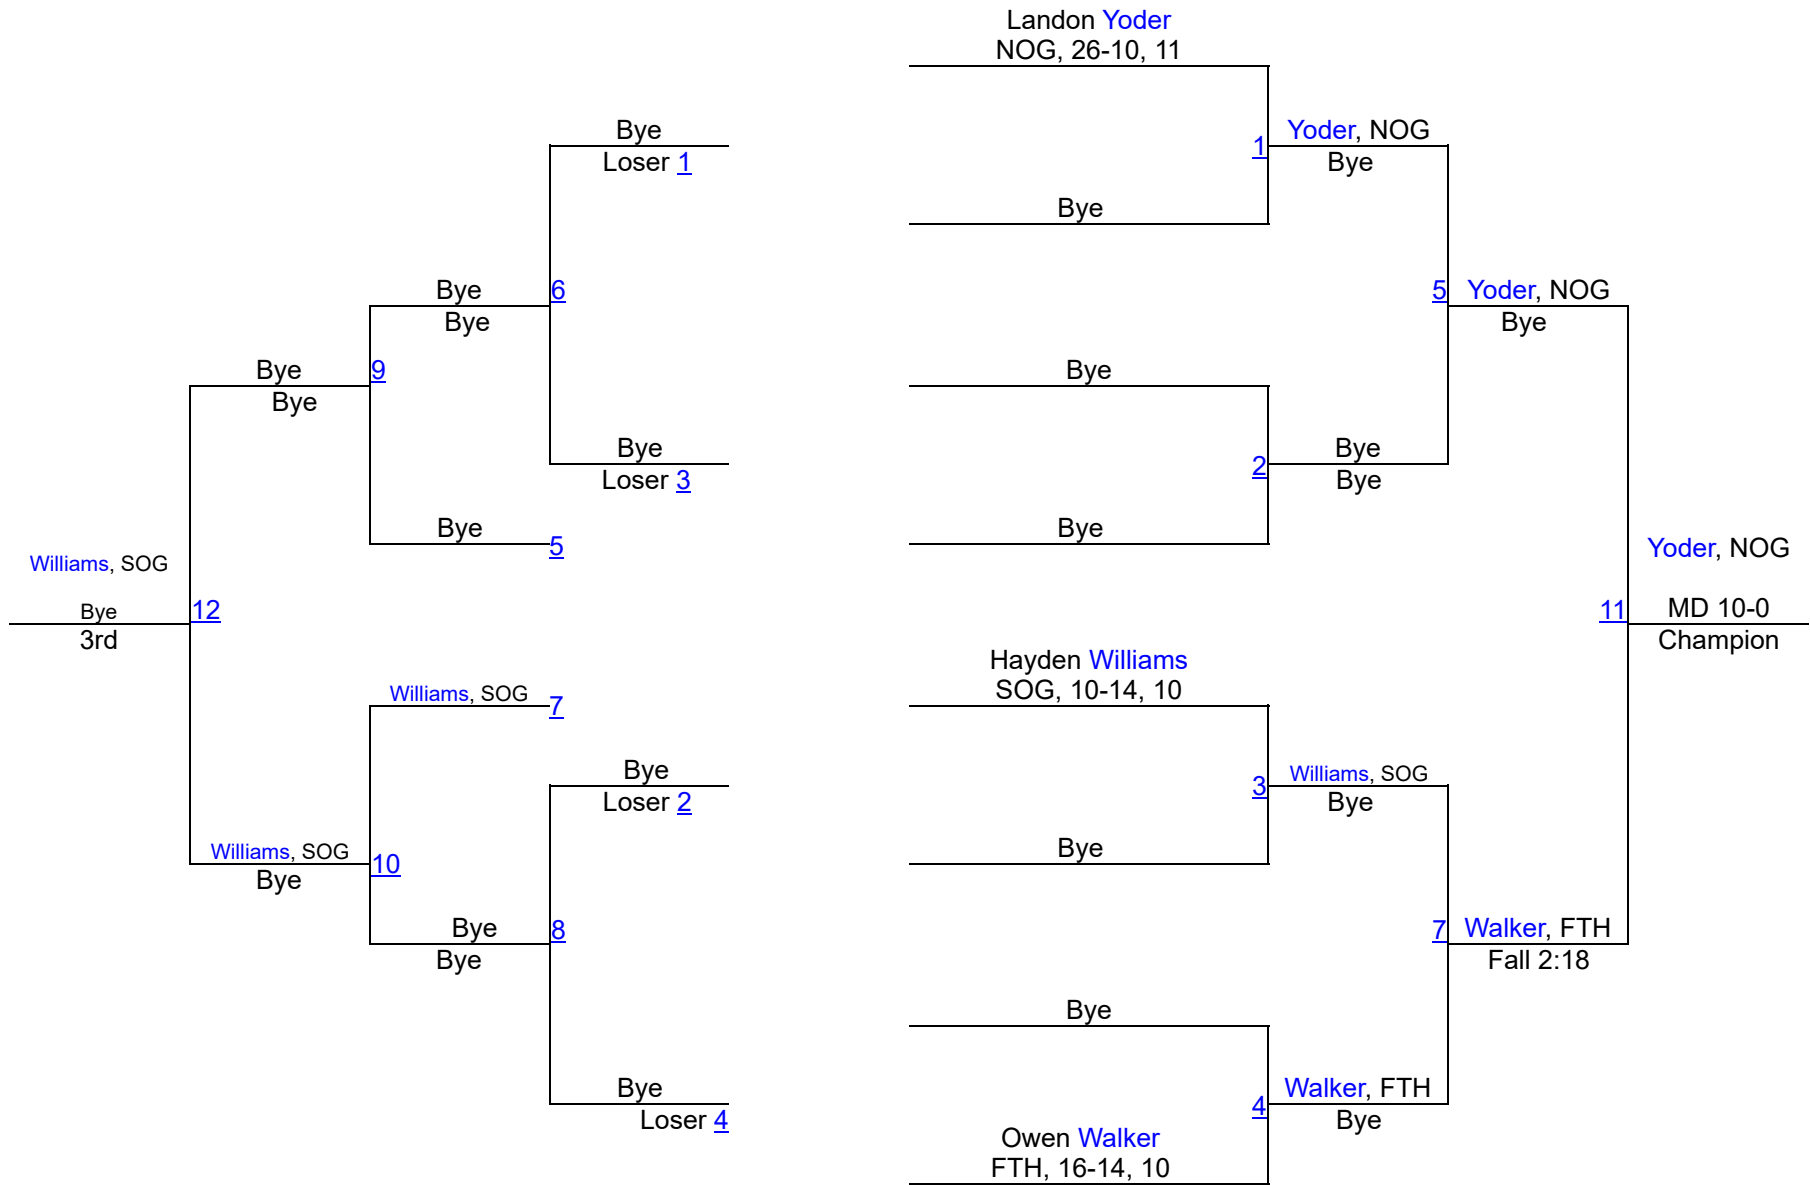 Landon Yoder
NOG, 26-10, 11
Bye
Loser 1
1
Yoder, NOG
Bye
Bye
Bye
6
Bye
5
Yoder, NOG
Bye
Bye
9
Bye
Bye
Bye
Loser 3
2
Bye
Bye
Bye
5
Bye
Williams, SOG
Bye
12
3rd
Yoder, NOG
11
MD 10-0
Champion
Williams, SOG
7
Hayden Williams
SOG, 10-14, 10
Bye
Loser 2
3
Williams, SOG
Bye
Williams, SOG
10
Bye
Bye
Bye
8
Bye
7
Walker, FTH
Fall 2:18
Bye
Bye
Loser 4
4
Walker, FTH
Bye
Owen Walker
FTH, 16-14, 10